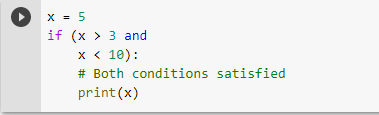 x = 5
if (x > 3 and
    x < 10):
    # Both conditions satisfied
    print(x)